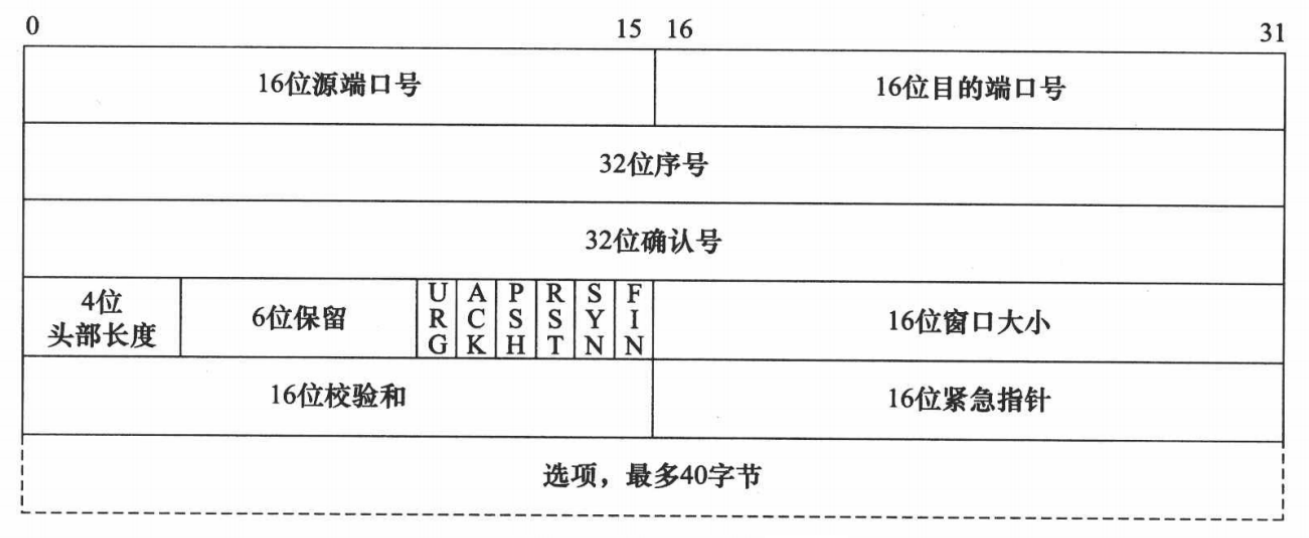 0 15 16 31
16位源端口号 16位目的端口号
32位序号
32位确认号
4位 头部长度 6位保留 URG ACK PSH RST SYN FIN 16位窗口大小
16位校验和 16位紧急指针
选项，最多40字节